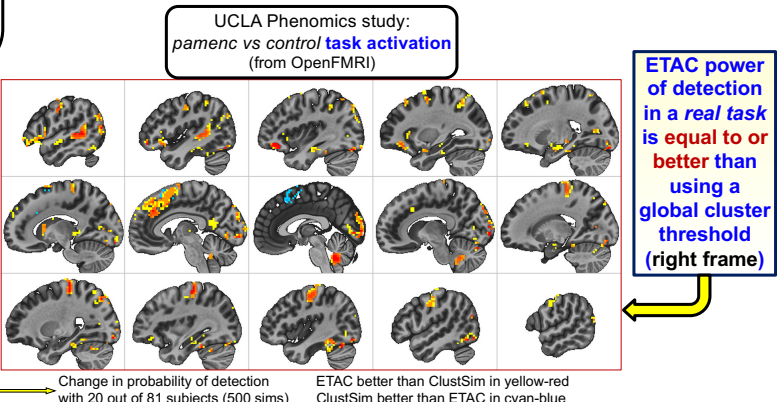 UCLA Phenomics study:
pamenc vs control task activation
(from OpenFMRI)
ETAC power
of detection
in a real task
is equal to or
better than
using a
global cluster
threshold
(right frame)
Change in probability of detection
with 20 out of 81 subjects (500 sims)
ETAC better than ClustSim in yellow-red
ClustSim better than ETAC in cyan-blue